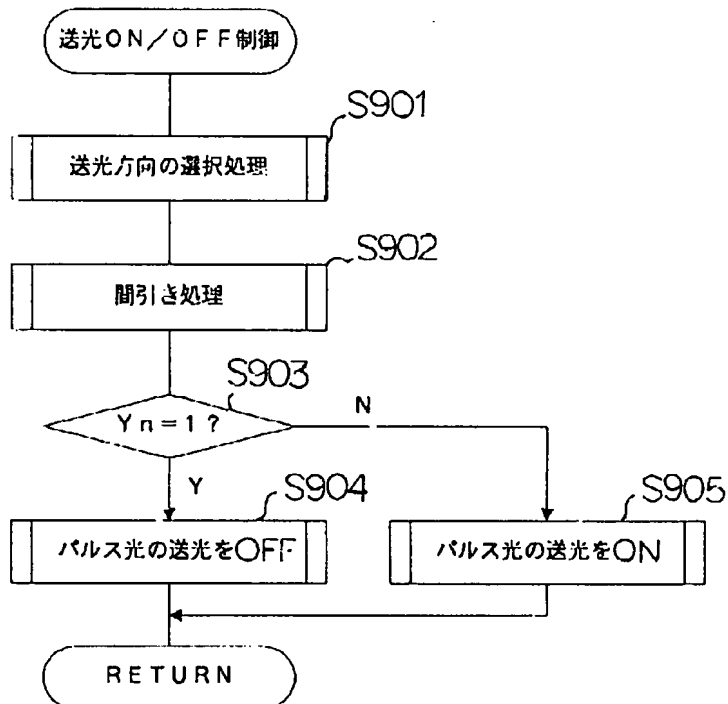 送光ON／OFF制御
S901
送光方向の選択処理
S902
間引き処理
S903
Yn=1?
N
Y
S904
パルス光の送光をOFF
S905
パルス光の送光をON
RETURN